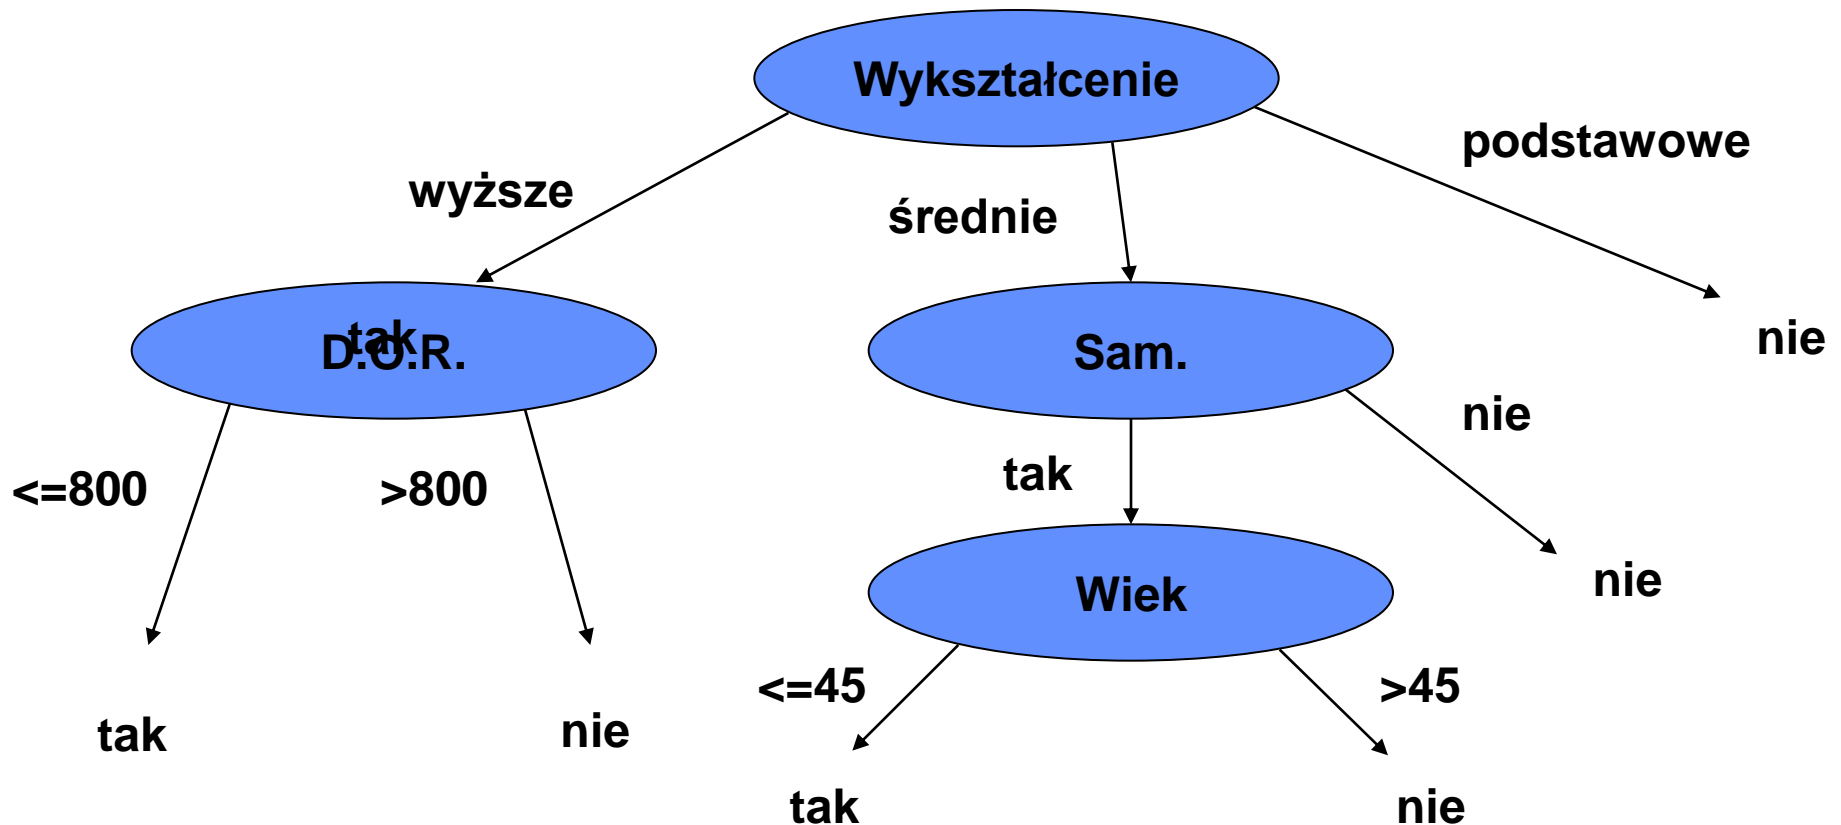 Wykształcenie
podstawowe
wyższe
średnie
tak
D.O.R.
Sam.
nie
nie
tak
<=800
>800
nie
Wiek
<=45
>45
tak
nie
tak
nie